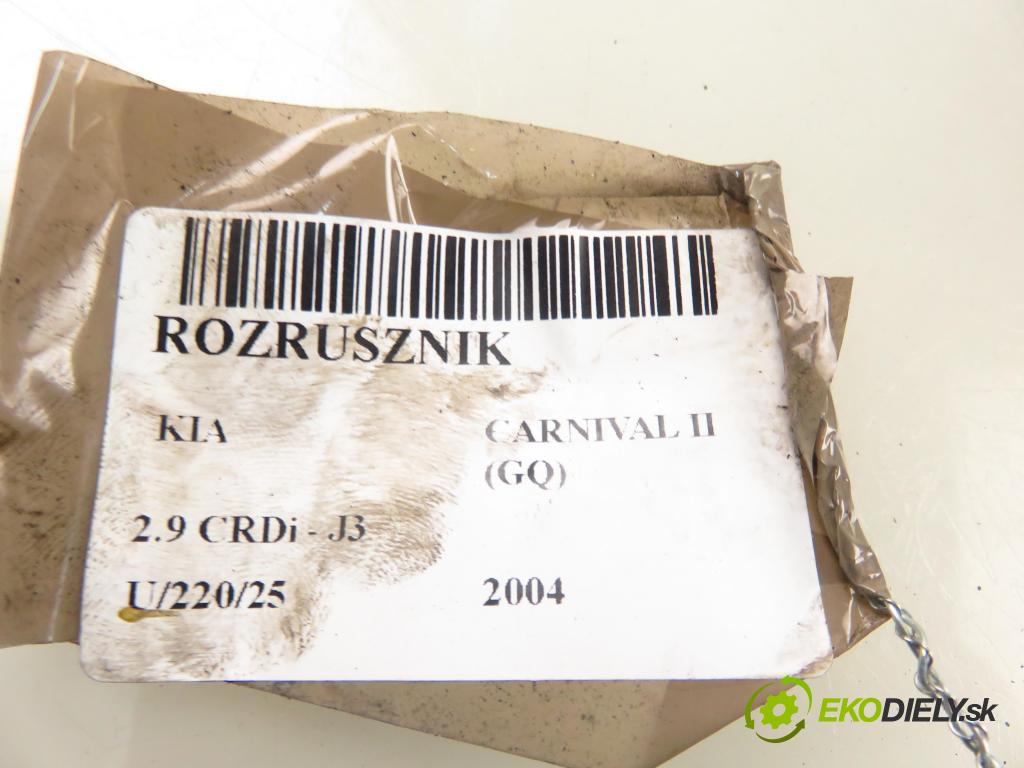 ROZRUSZNIK
KIA CARNIVAL II
(GQ)
2.9 CRDi - J3
U/220/25 2004
EKODIELY.sk